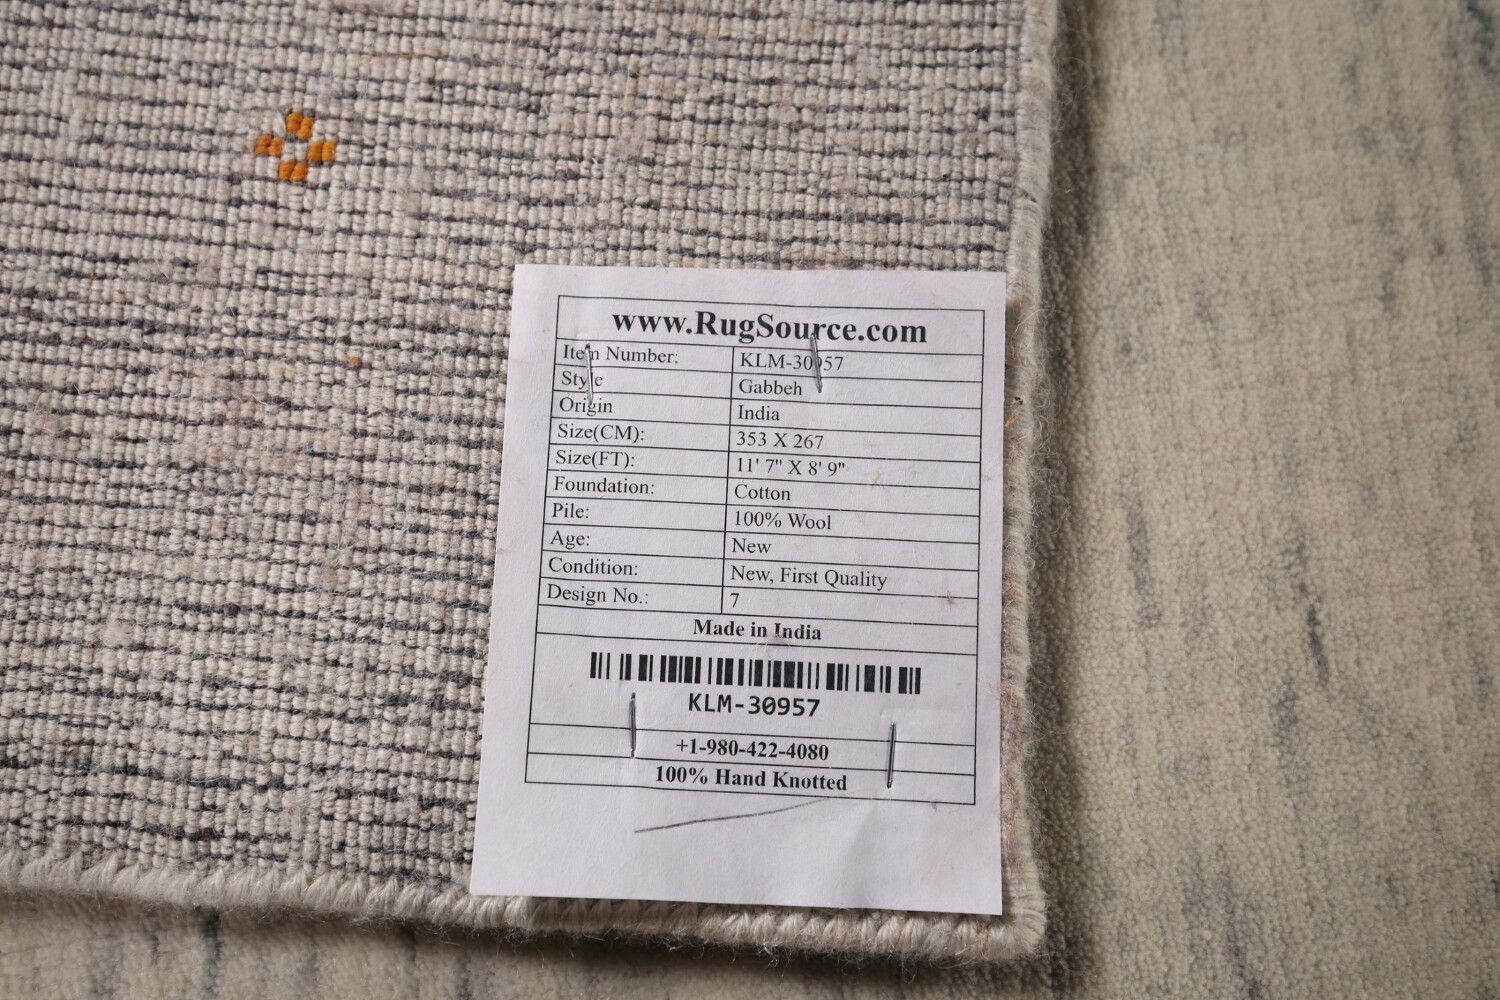 www.RugSource.com
Item Number: KLM-30957
Style Gabbeh
Origin India
Size(CM): 353 X 267
Size(FT): 11' 7" X 8' 9"
Foundation: Cotton
Pile: 100% Wool
Age: New
Condition: New, First Quality
Design No.: 7
Made in India
KLM-30957
+1-980-422-4080
100% Hand Knotted